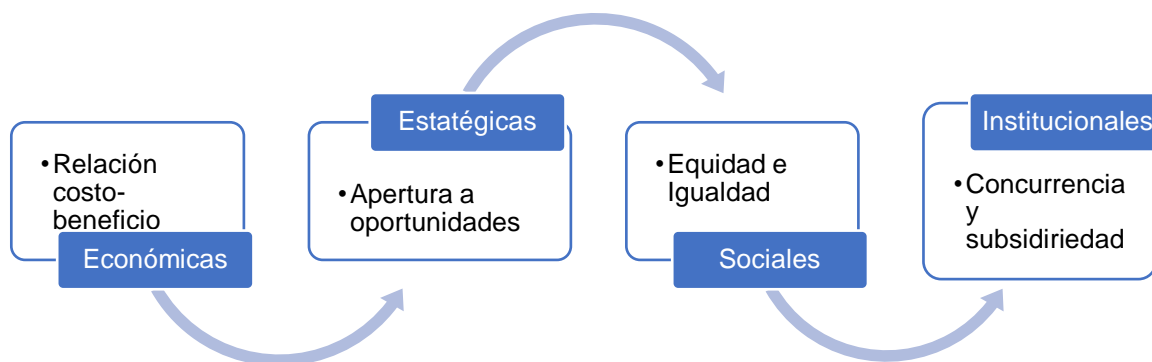 •Relación
costo-
beneficio
Económicas
Estatégicas
•Apertura a
oportunidades
•Equidad e
Igualdad
Sociales
Institucionales
•Concurrencia
y
subsidiriedad